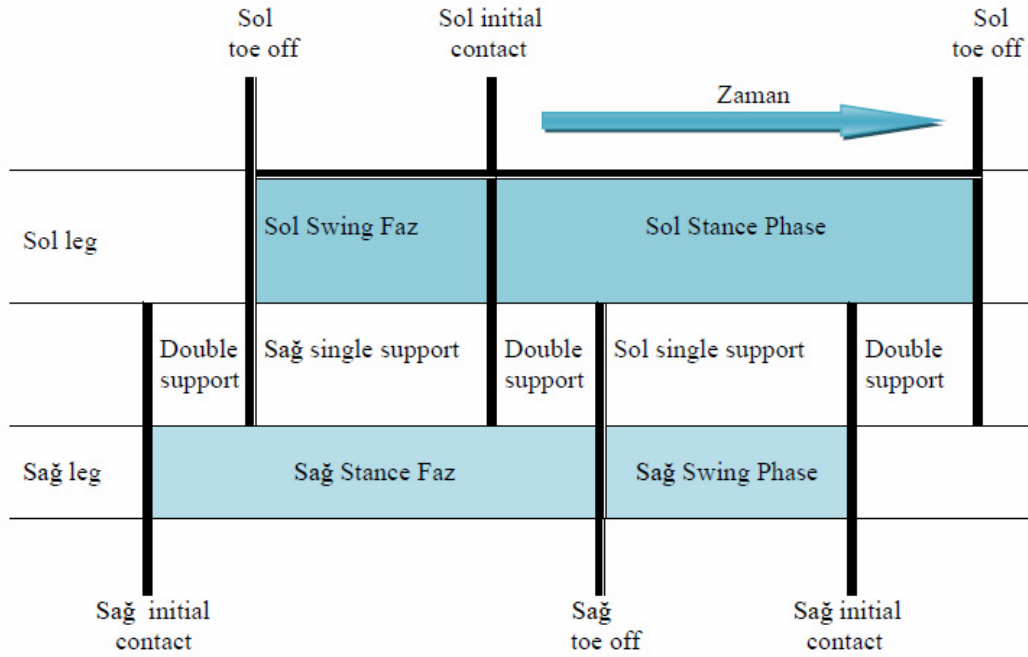 Sol
toe off
Sol initial
contact
Sol
toe off
Zaman
Sol leg
Sol Swing Faz
Sol Stance Phase
Double
support
Sağ single support
Double
support
Sol single support
Double
support
Sağ leg
Sağ Stance Faz
Sağ Swing Phase
Sağ initial
contact
Sağ
toe off
Sağ initial
contact